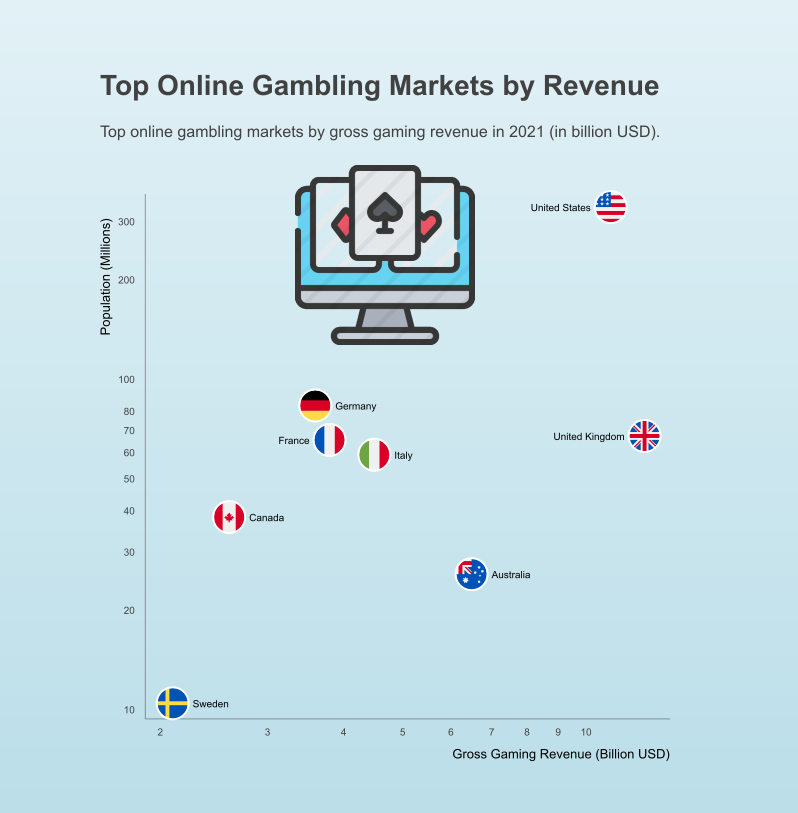 Top Online Gambling Markets by Revenue
Top online gambling markets by gross gaming revenue in 2021 (in billion USD).
Population (Millions)
300
200
100
80
70
60
50
40
30
20
10
United States
Germany
France
Italy
United Kingdom
Canada
Australia
Sweden
2 3 4 5 6 7 8 9 10
Gross Gaming Revenue (Billion USD)